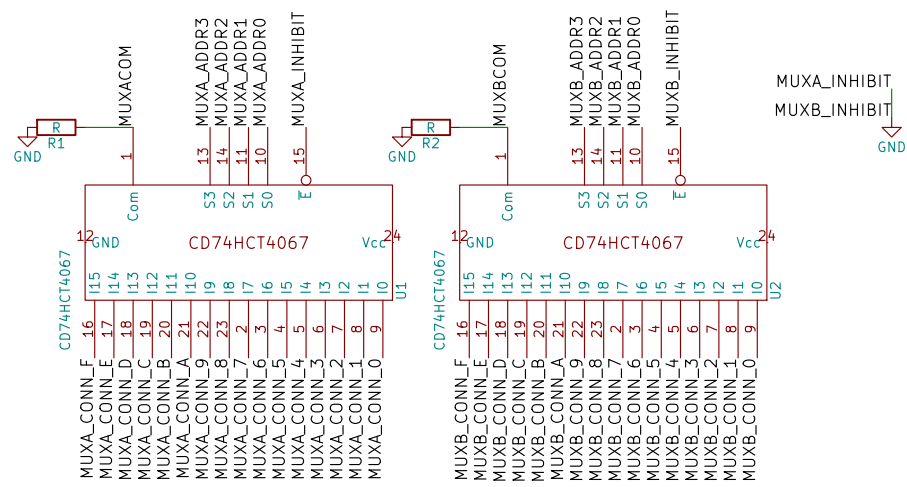 MUXACOM
MUXA_ADDR3
MUXA_ADDR2
MUXA_ADDR1
MUXA_ADDR0
MUXA_INHIBIT
R
R1
GND
1
13
14
11
10
15
Com
S3
S2
S1
S0
E
12
GND
CD74HCT4067
Vcc
24
CD74HCT4067
I15
I14
I13
I12
I11
I10
I9
I8
I7
I6
I5
I4
I3
I2
I1
I0
U1
16
17
18
19
20
21
22
23
2
3
4
5
6
7
8
9
MUXA_CONN_F
MUXA_CONN_E
MUXA_CONN_D
MUXA_CONN_C
MUXA_CONN_B
MUXA_CONN_A
MUXA_CONN_9
MUXA_CONN_8
MUXA_CONN_7
MUXA_CONN_6
MUXA_CONN_5
MUXA_CONN_4
MUXA_CONN_3
MUXA_CONN_2
MUXA_CONN_1
MUXA_CONN_0
MUXBCOM
MUXB_ADDR3
MUXB_ADDR2
MUXB_ADDR1
MUXB_ADDR0
MUXB_INHIBIT
R
R2
GND
1
13
14
11
10
15
Com
S3
S2
S1
S0
E
12
GND
CD74HCT4067
Vcc
24
CD74HCT4067
I15
I14
I13
I12
I11
I10
I9
I8
I7
I6
I5
I4
I3
I2
I1
I0
U2
16
17
18
19
20
21
22
23
2
3
4
5
6
7
8
9
MUXB_CONN_F
MUXB_CONN_E
MUXB_CONN_D
MUXB_CONN_C
MUXB_CONN_B
MUXB_CONN_A
MUXB_CONN_9
MUXB_CONN_8
MUXB_CONN_7
MUXB_CONN_6
MUXB_CONN_5
MUXB_CONN_4
MUXB_CONN_3
MUXB_CONN_2
MUXB_CONN_1
MUXB_CONN_0
MUXA_INHIBIT
MUXB_INHIBIT
GND